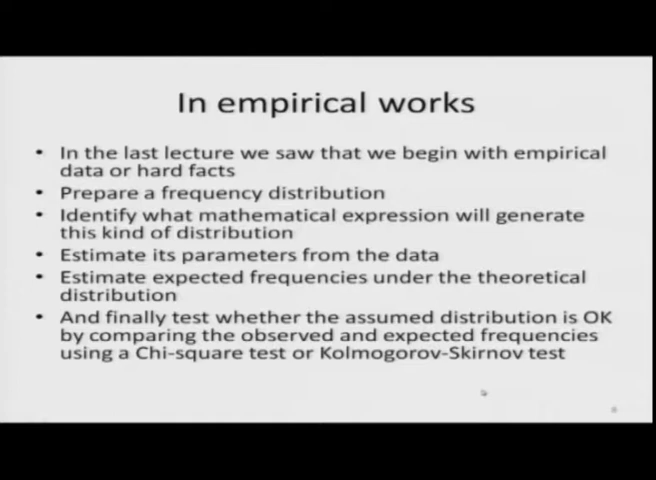 In empirical works
• In the last lecture we saw that we begin with empirical
data or hard facts
• Prepare a frequency distribution
• Identify what mathematical expression will generate
this kind of distribution
• Estimate its parameters from the data
• Estimate expected frequencies under the theoretical
distribution
• And finally test whether the assumed distribution is OK
by comparing the observed and expected frequencies
using a Chi-square test or Kolmogorov-Skirnov test